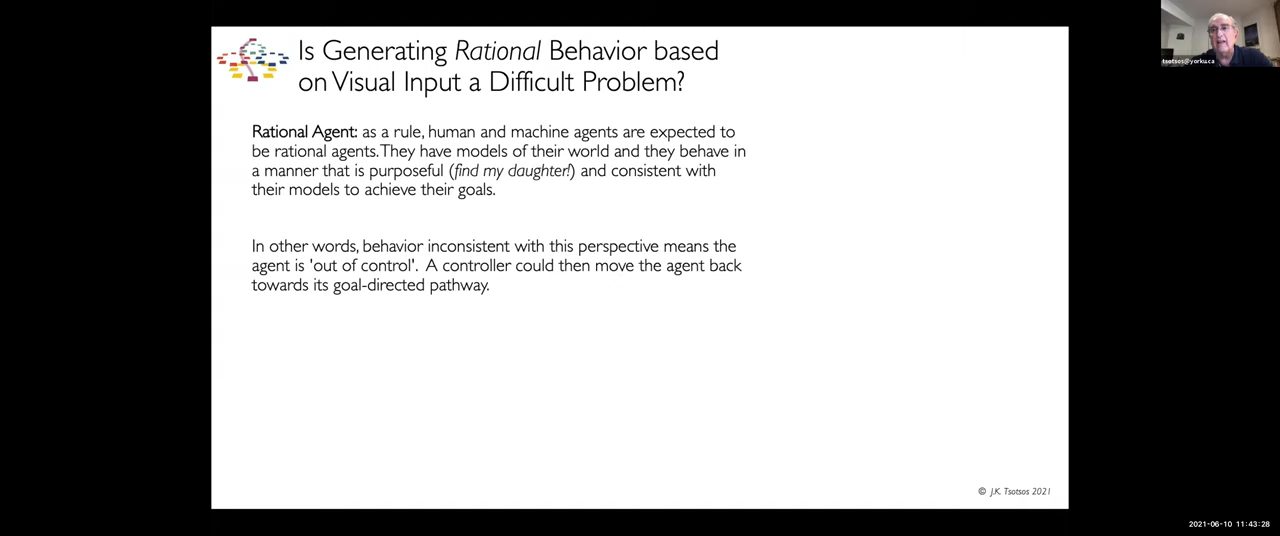 Is Generating Rational Behavior based
on Visual Input a Difficult Problem?
tsotsos@yorku.ca
Rational Agent: as a rule, human and machine agents are expected to
be rational agents. They have models of their world and they behave in
a manner that is purposeful (find my daughter!) and consistent with
their models to achieve their goals.
In other words, behavior inconsistent with this perspective means the
agent is 'out of control'. A controller could then move the agent back
towards its goal-directed pathway.
© J.K. Tsotsos 2021
2021-06-10 11:43:28